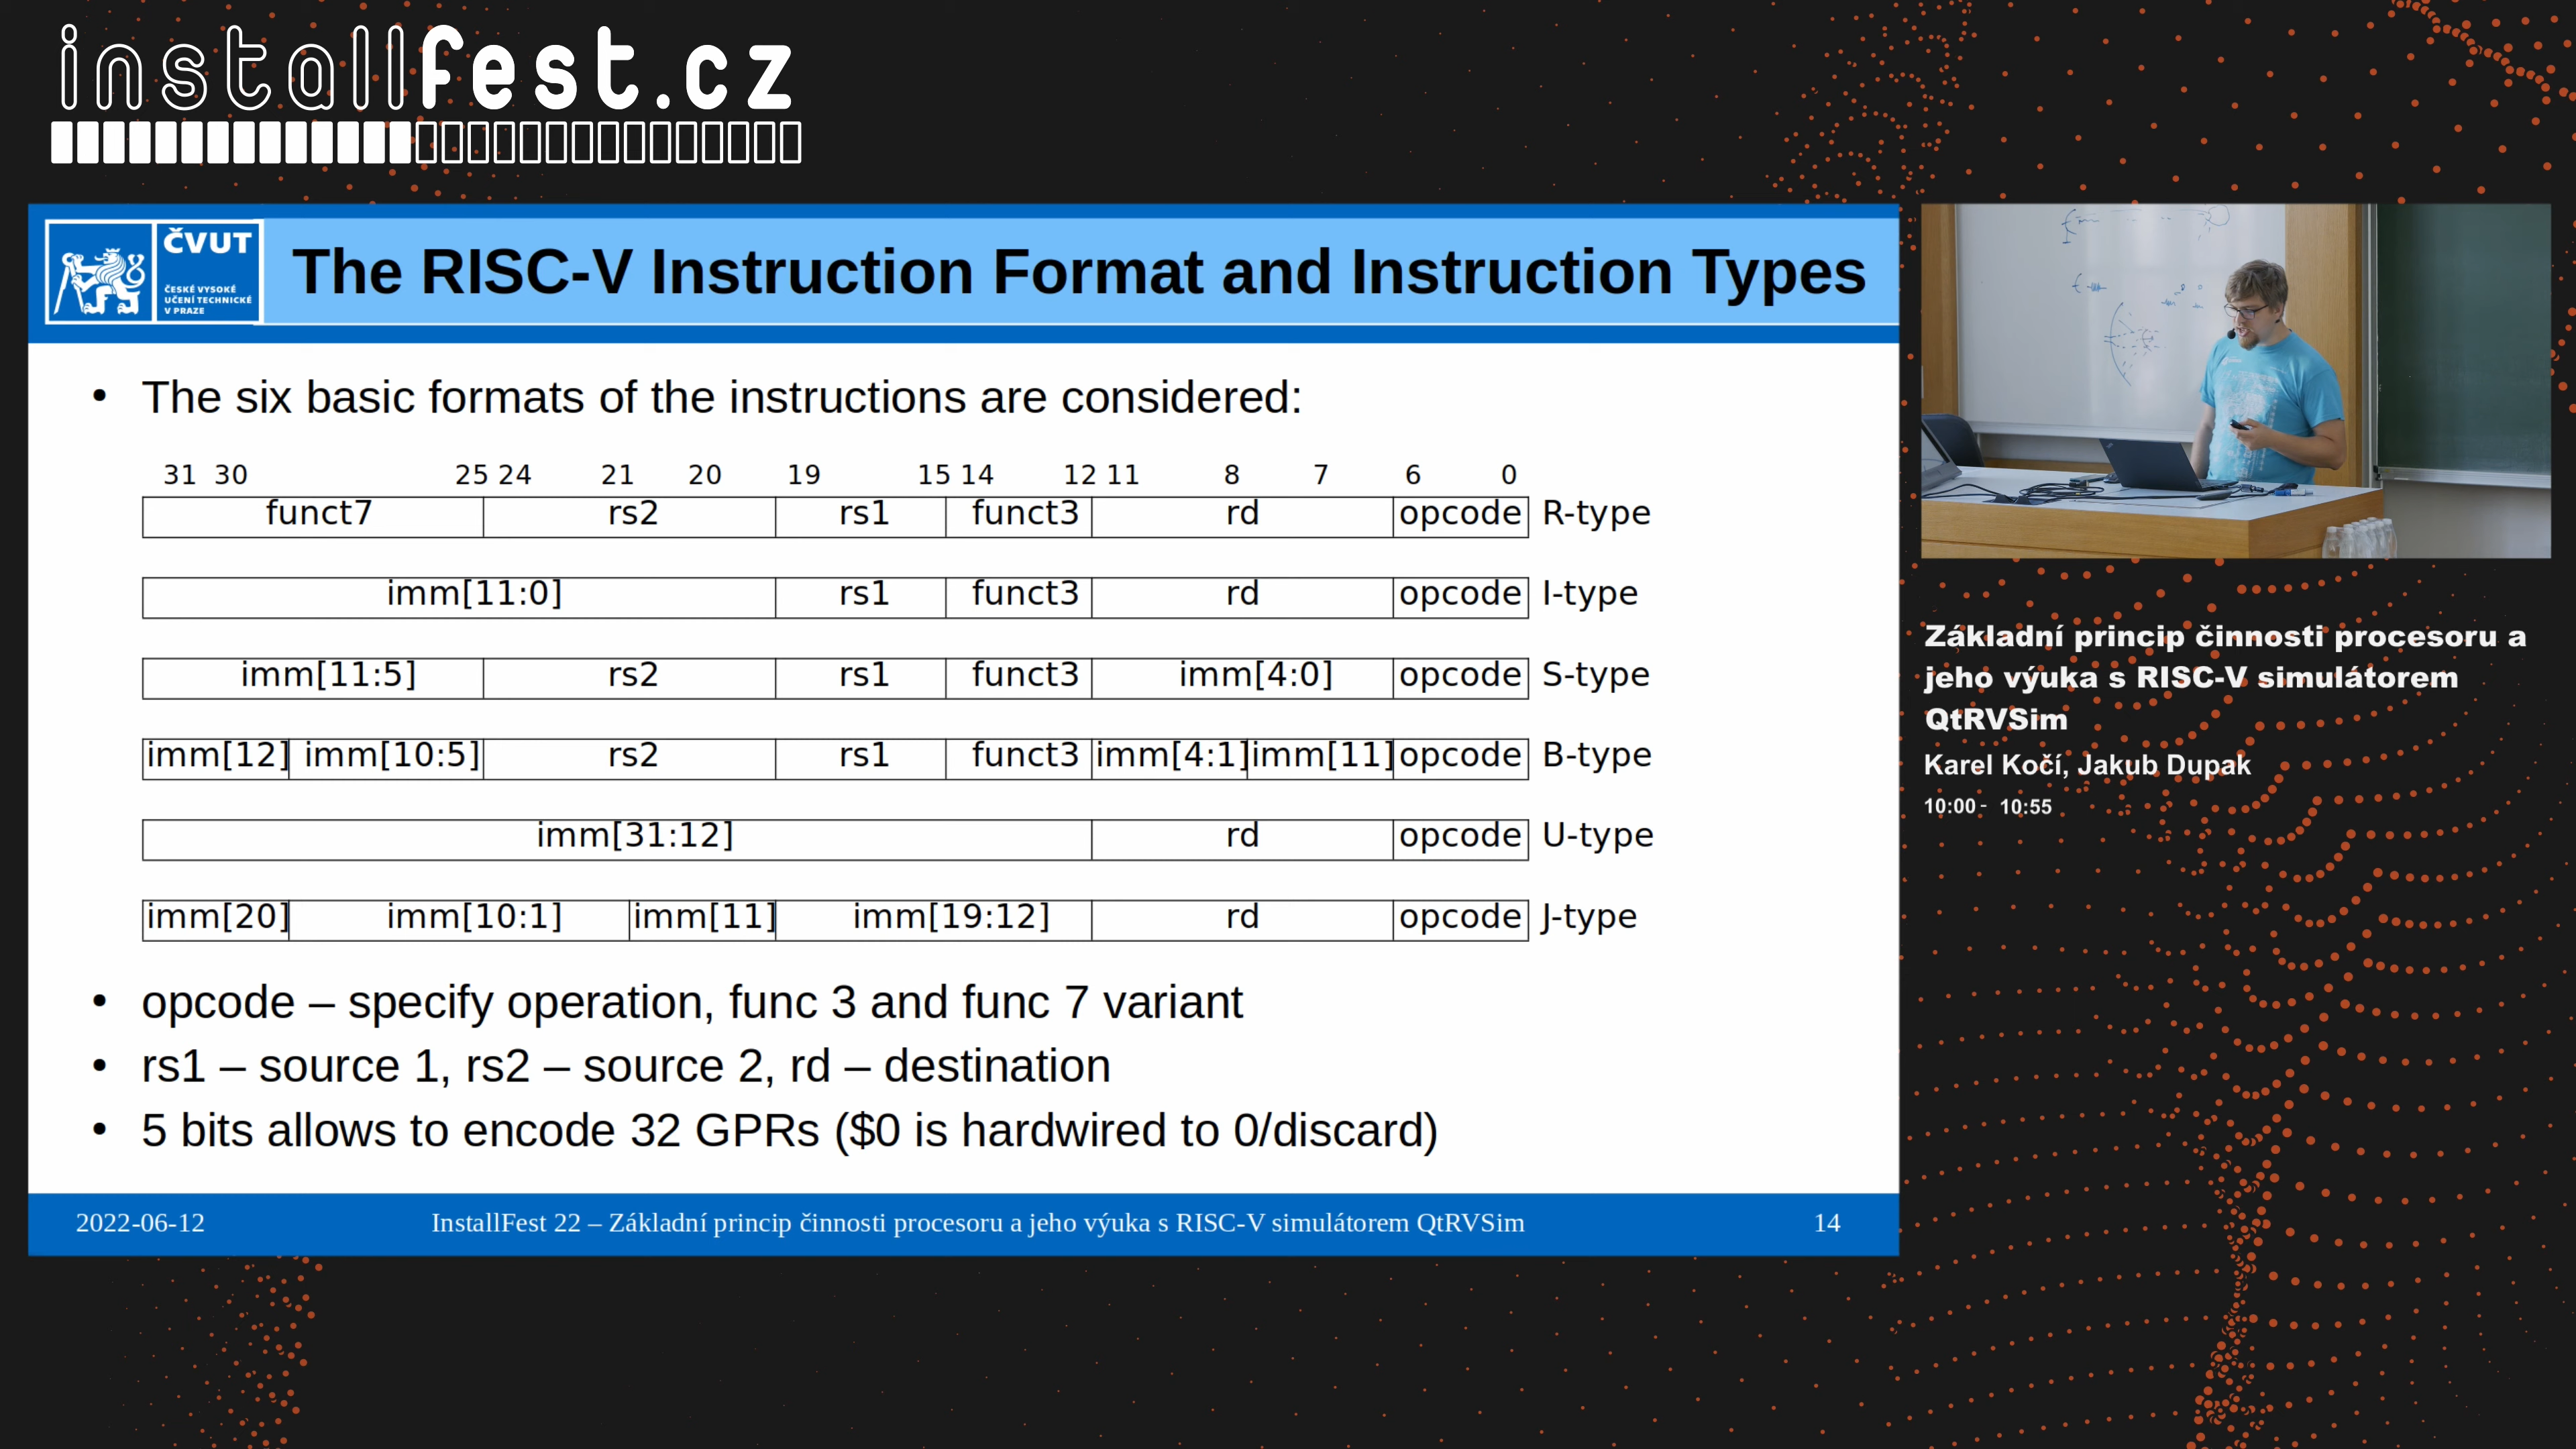 installfest.cz
ČVUT
ČESKÉ VYSOKÉ
UČENÍ TECHNICKÉ
V PRAZE
The RISC-V Instruction Format and Instruction Types
• The six basic formats of the instructions are considered:
31 30 25 24 21 20 19 15 14 12 11 8 7 6 0
funct7 rs2 rs1 funct3 rd opcode R-type
imm[11:0] rs1 funct3 rd opcode I-type
imm[11:5] rs2 rs1 funct3 imm[4:0] opcode S-type
imm[12] imm[10:5] rs2 rs1 funct3 imm[4:1] imm[11] opcode B-type
imm[31:12] rd opcode U-type
imm[20] imm[10:1] imm[11] imm[19:12] rd opcode J-type
• opcode – specify operation, func 3 and func 7 variant
• rs1 – source 1, rs2 – source 2, rd – destination
• 5 bits allows to encode 32 GPRs ($0 is hardwired to 0/discard)
2022-06-12 InstallFest 22 – Základní princip činnosti procesoru a jeho výuka s RISC-V simulátorem QtRVSim 14
Základní princip činnosti procesoru a
jeho výuka s RISC-V simulátorem
QtRVSim
Karel Kočí, Jakub Dupak
10:00 - 10:55